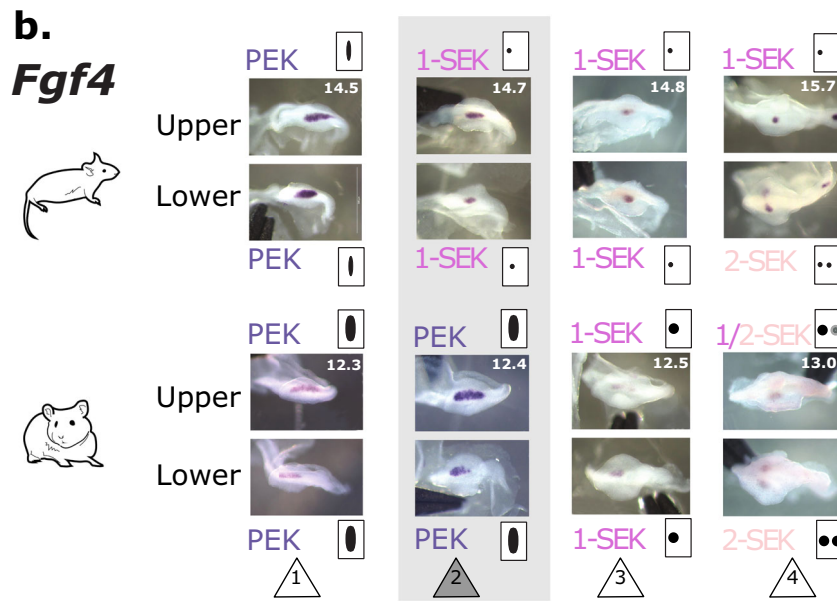 b.
Fgf4
PEK 1-SEK 1-SEK 1-SEK
Upper 14.5 14.7 14.8 15.7
Lower
PEK 1-SEK 1-SEK 2-SEK
PEK PEK 1-SEK 1/2-SEK
Upper 12.3 12.4 12.5 13.0
Lower
PEK PEK 1-SEK 2-SEK
1 2 3 4